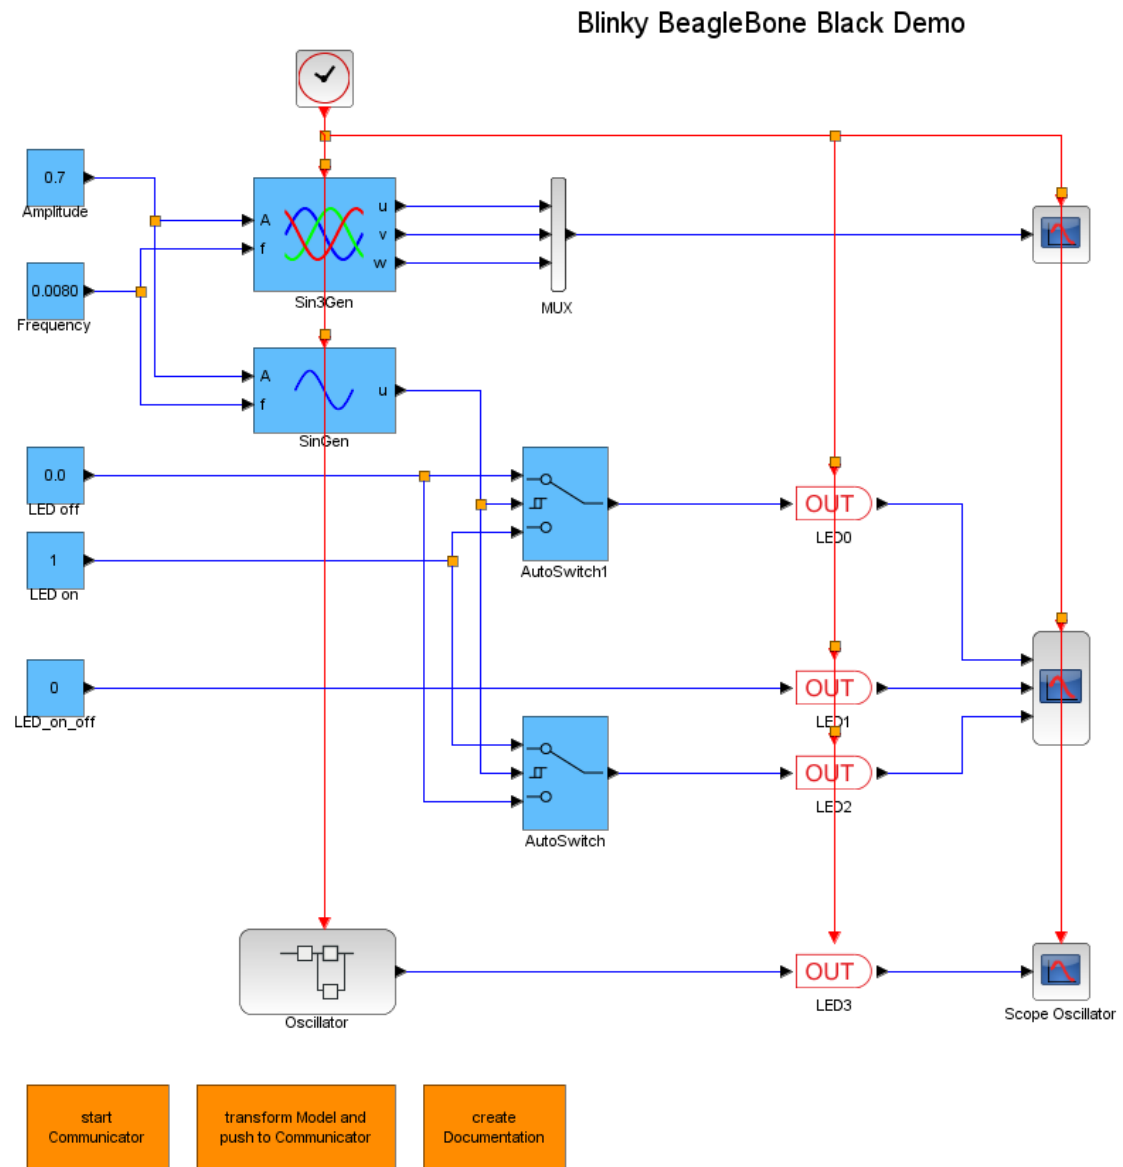 Blinky BeagleBone Black Demo
0.7
Amplitude
A
f
u
v
w
Sin3Gen
MUX
0.0080
Frequency
A
f
u
SinGen
0.0
LED off
AutoSwitch1
OUT
LED0
1
LED on
0
LED_on_off
OUT
LED1
AutoSwitch
OUT
LED2
Oscillator
OUT
LED3
Scope Oscillator
start
Communicator
transform Model and
push to Communicator
create
Documentation